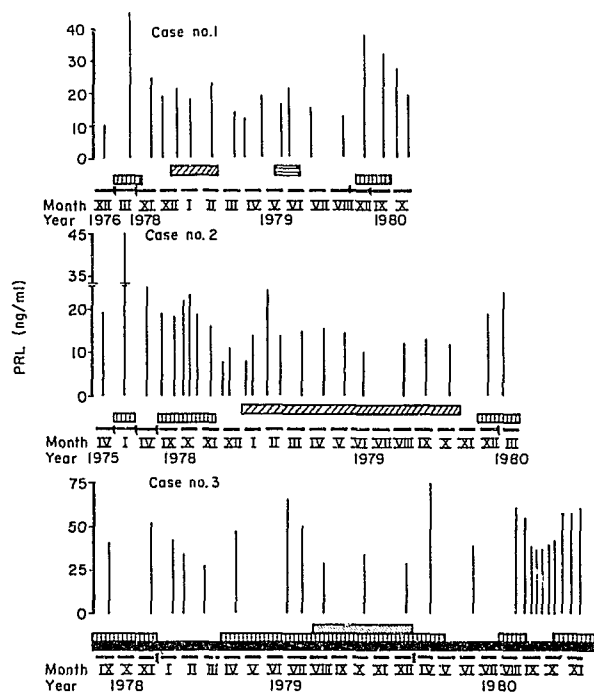 Case no.1
40
30
20
10
0
Month XII III XI XII I II III IV V VI VII VIII XII IX X
Year 1976 1978 1979 1980
Case no.2
45
35
20
10
0
PRL (ng/ml)
Month IV I IV IX X XI XII I II III IV V VI VII VIII IX X XI XII III
Year 1975 1978 1979 1980
Case no.3
75
50
25
0
Month IX X XI I II III IV V VI VII VIII IX X XI IV V VI VII VIII IX X XI
Year 1978 1979 1980